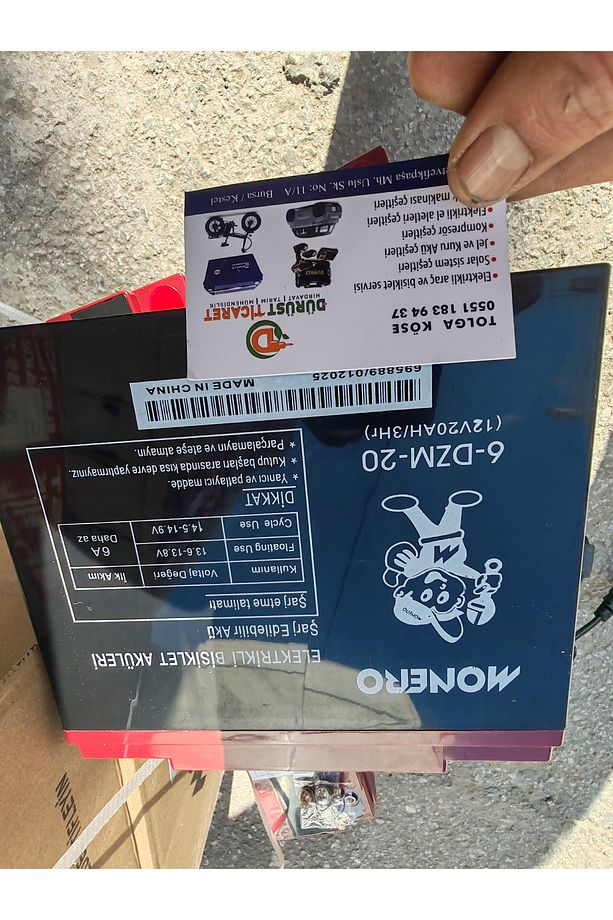 MONERO
ELEKTRİKLİ BİSİKLET AKÜLERİ
Şarj Edilebilir Akü
Şarj etme talimatı
Kullanım Voltaj Değeri İlk Akım
Floating Use 13.6-13.8V 6 A
Cycle Use 14.5-14.9V Daha az
DİKKAT
* Yanıcı ve patlayıcı madde.
* Kutup başları arasında kısa devre yaptırmayınız.
* Parçalamayın ve ateşe atmayın.
MONERO
6-DZM-20
(12V20AH/3Hr)
695889/012025
MADE IN CHINA
DÜRÜST TİCARET
HIRDAVAT | TARIM | MÜHENDİSLİK
TOLGA KÖSE
0551 183 94 37
• Elektrikli araç ve bisiklet servisi
• Solar sistem çeşitleri
• Jel ve Kuru Akü çeşitleri
• Kompresör çeşitleri
• Elektrikli el aletleri çeşitleri
makinası çeşitleri
Mh. Uslu Sk. No: 11/A Bursa / Kestel